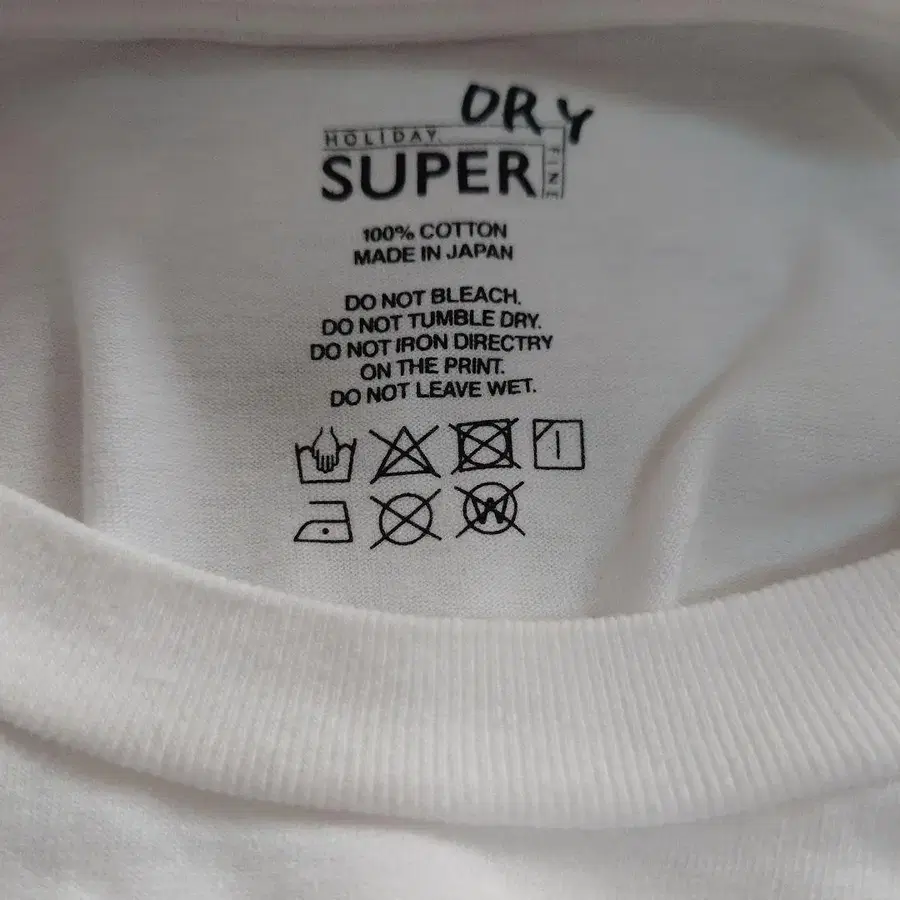 DRY
HOLIDAY.
SUPER
FINE
100% COTTON
MADE IN JAPAN
DO NOT BLEACH.
DO NOT TUMBLE DRY.
DO NOT IRON DIRECTRY
ON THE PRINT.
DO NOT LEAVE WET.
W